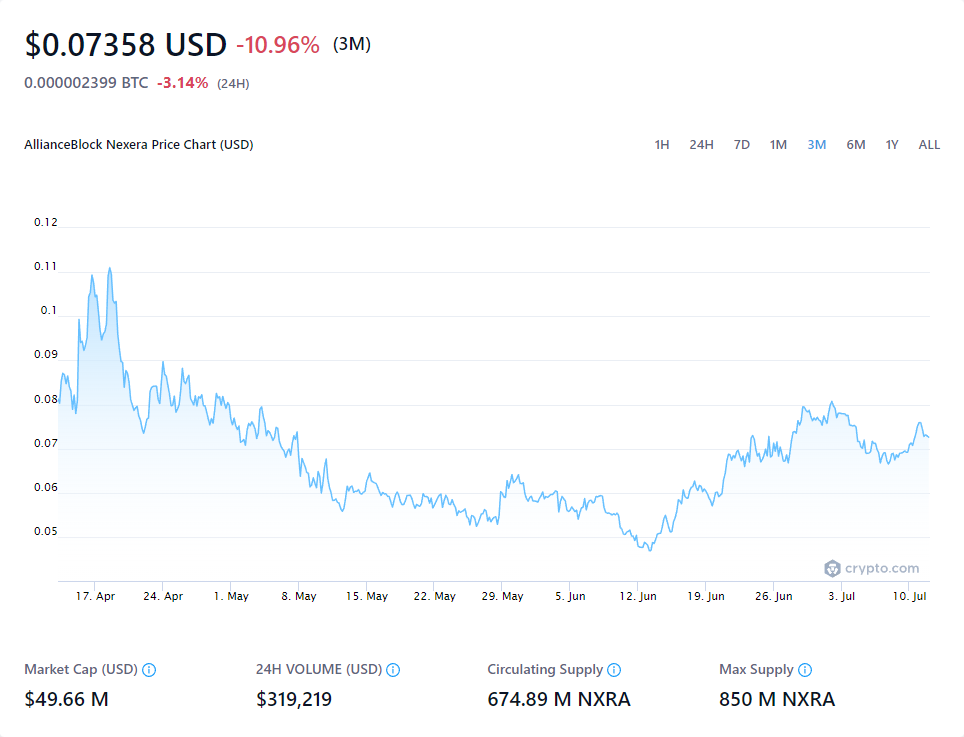 $0.07358 USD -10.96% (3M)
0.000002399 BTC -3.14% (24H)
AllianceBlock Nexera Price Chart (USD) 1H 24H 7D 1M 3M 6M 1Y ALL
0.12
0.11
0.1
0.09
0.08
0.07
0.06
0.05
crypto.com
17. Apr 24. Apr 1. May 8. May 15. May 22. May 29. May 5. Jun 12. Jun 19. Jun 26. Jun 3. Jul 10. Jul
Market Cap (USD) 24H VOLUME (USD) Circulating Supply Max Supply
$49.66 M $319,219 674.89 M NXRA 850 M NXRA